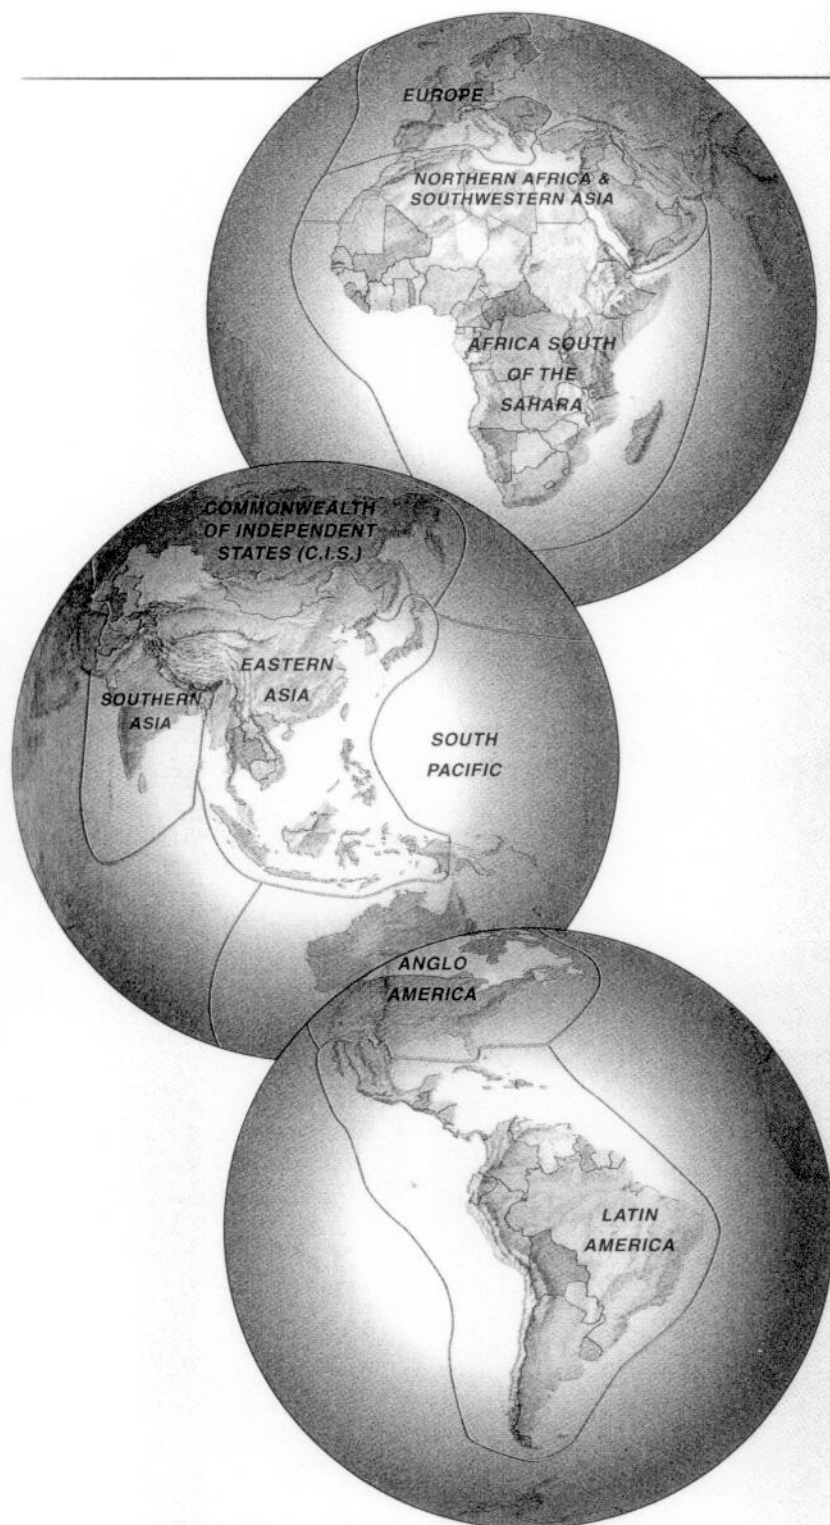 EUROPE
NORTHERN AFRICA &
SOUTHWESTERN ASIA
AFRICA SOUTH
OF THE
SAHARA
COMMONWEALTH
OF INDEPENDENT
STATES (C.I.S.)
EASTERN
ASIA
SOUTHERN
ASIA
SOUTH
PACIFIC
ANGLO
AMERICA
LATIN
AMERICA